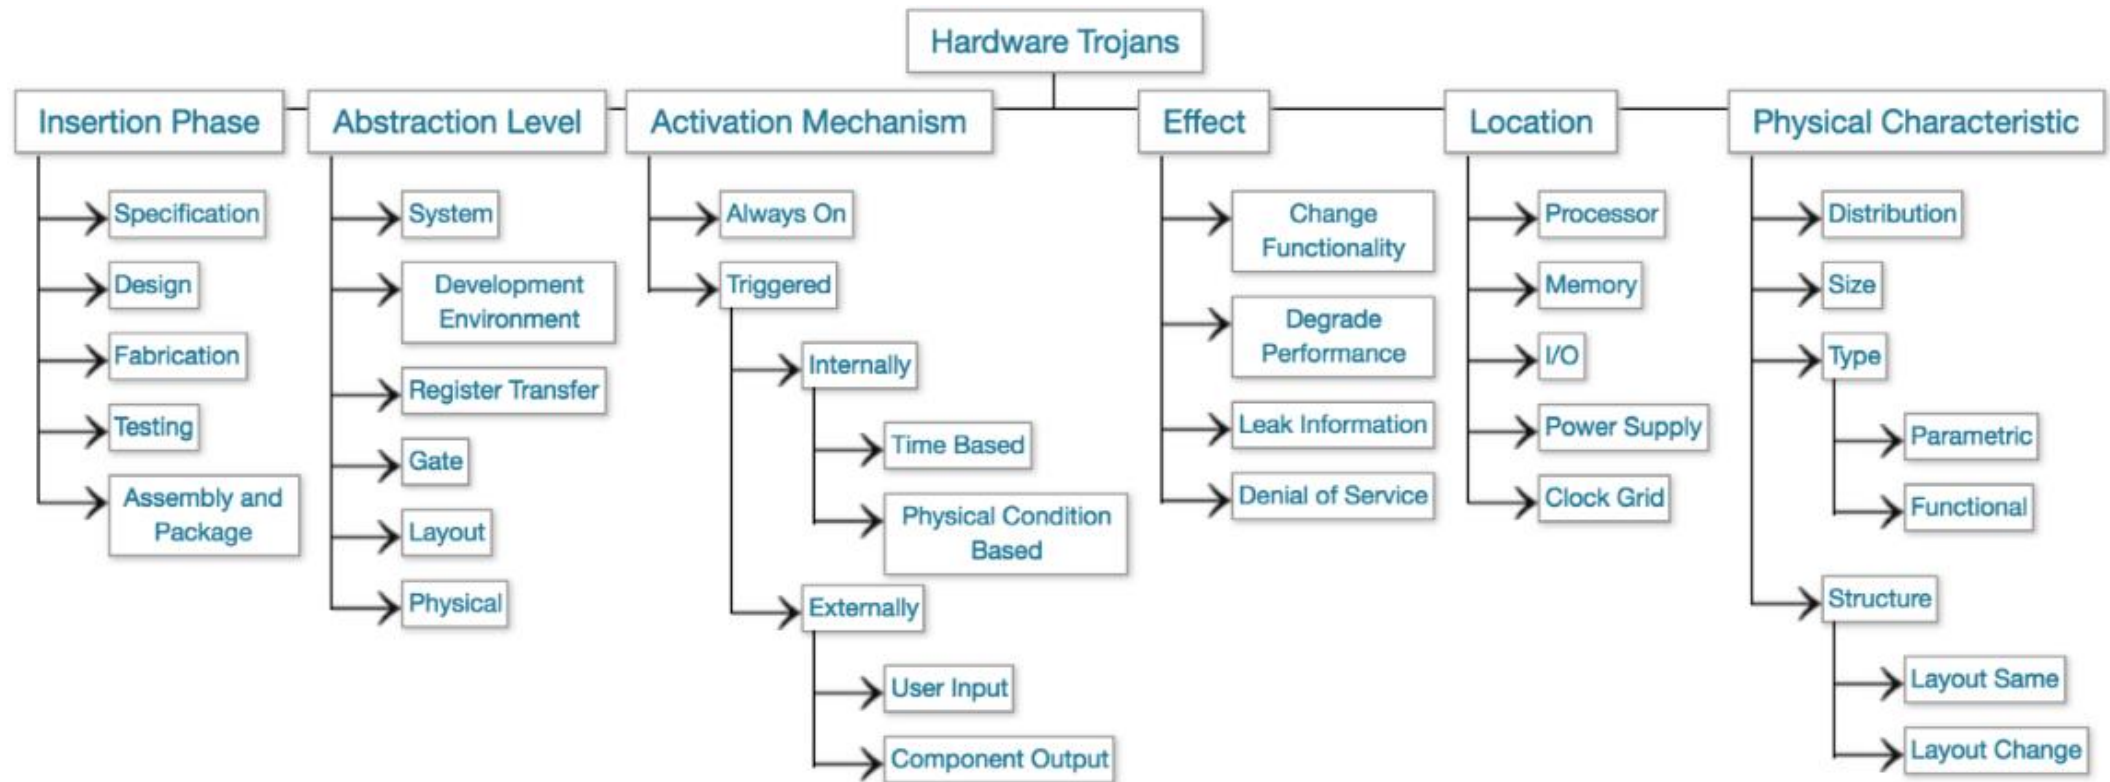 Hardware Trojans
Insertion Phase
Abstraction Level
Activation Mechanism
Effect
Location
Physical Characteristic
Specification
Design
Fabrication
Testing
Assembly and
Package
System
Development
Environment
Register Transfer
Gate
Layout
Physical
Always On
Triggered
Internally
Time Based
Physical Condition
Based
Externally
User Input
Component Output
Change
Functionality
Degrade
Performance
Leak Information
Denial of Service
Processor
Memory
I/O
Power Supply
Clock Grid
Distribution
Size
Type
Parametric
Functional
Structure
Layout Same
Layout Change